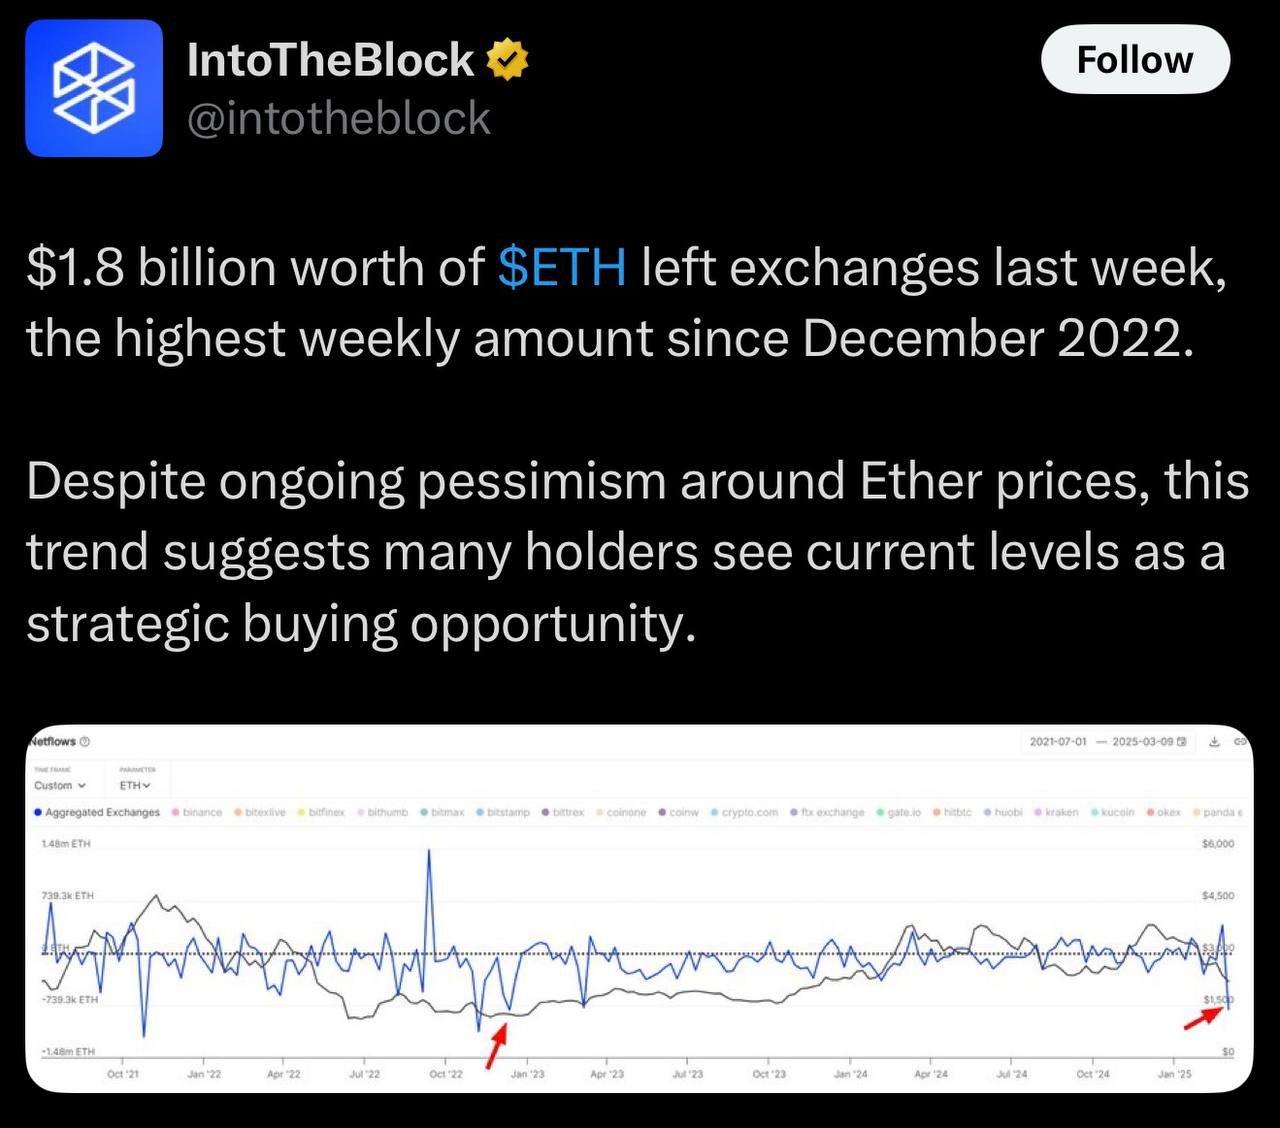 IntoTheBlock
@intotheblock
Follow
$1.8 billion worth of $ETH left exchanges last week,
the highest weekly amount since December 2022.
Despite ongoing pessimism around Ether prices, this
trend suggests many holders see current levels as a
strategic buying opportunity.
Netflows
2021-07-01 — 2025-03-09
TIME FRAME PARAMETER
Custom ETH
Aggregated Exchanges binance bitexlive bitfinex bithumb bitmax bitstamp bittrex coinone coinw crypto.com ftx exchange gate.io hitbtc huobi kraken kucoin okex panda e
1.48m ETH $6,000
739.3k ETH $4,500
0 ETH $3,000
-739.3k ETH $1,500
-1.48m ETH $0
Oct '21 Jan '22 Apr '22 Jul '22 Oct '22 Jan '23 Apr '23 Jul '23 Oct '23 Jan '24 Apr '24 Jul '24 Oct '24 Jan '25